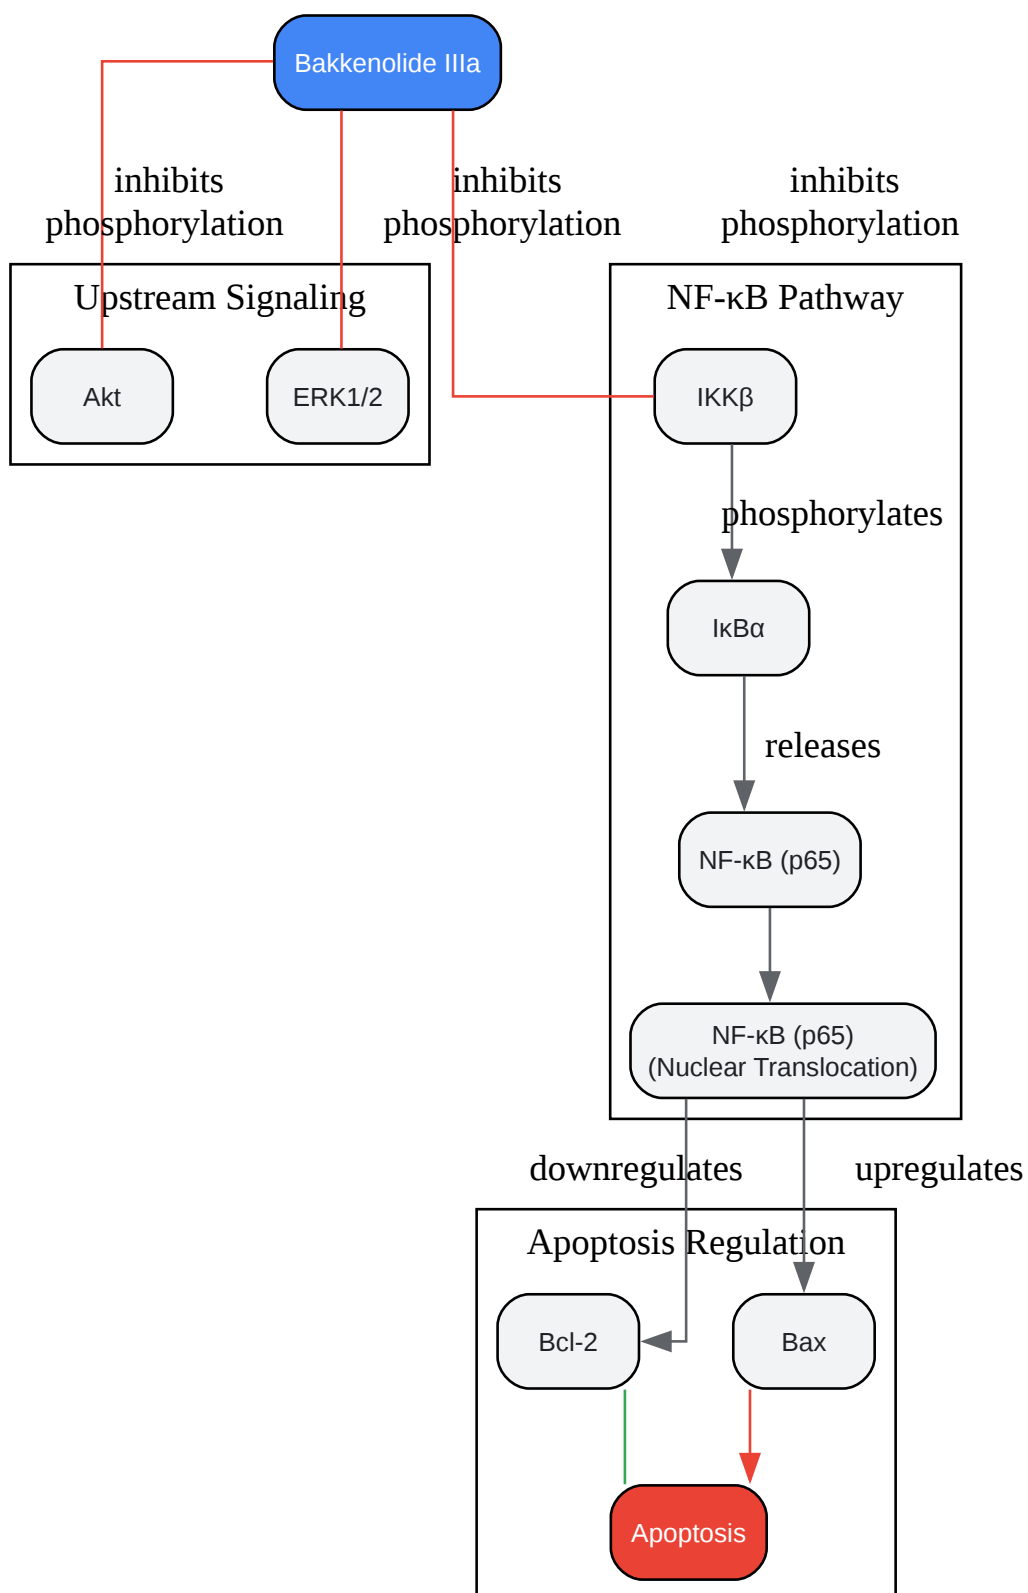 Bakkenolide IIIa
inhibits
phosphorylation
inhibits
phosphorylation
inhibits
phosphorylation
Upstream Signaling
NF-κB Pathway
Akt
ERK1/2
IKKβ
phosphorylates
IκBα
releases
NF-κB (p65)
NF-κB (p65)
(Nuclear Translocation)
downregulates
upregulates
Apoptosis Regulation
Bcl-2
Bax
Apoptosis